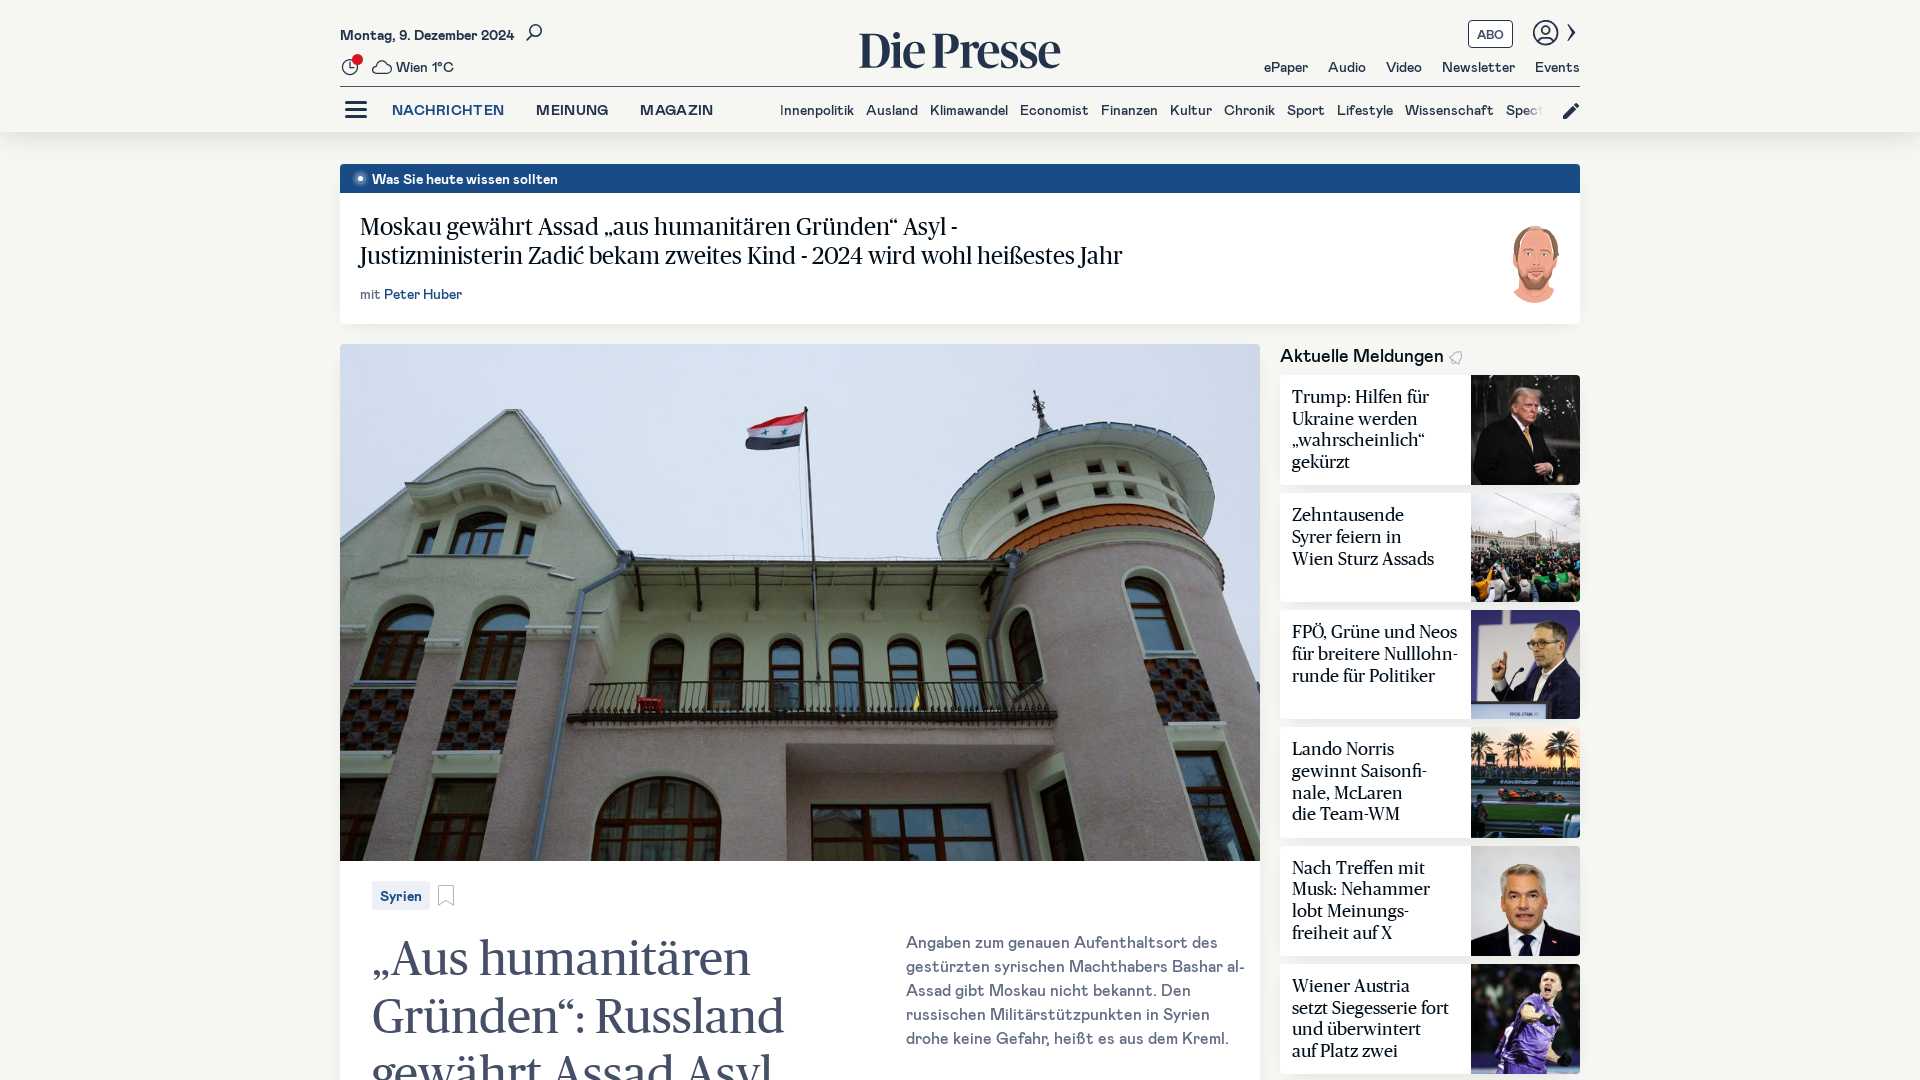 Montag, 9. Dezember 2024
Wien 1°C
Die Presse
ABO
ePaper Audio Video Newsletter Events
NACHRICHTEN MEINUNG MAGAZIN
Innenpolitik Ausland Klimawandel Economist Finanzen Kultur Chronik Sport Lifestyle Wissenschaft Spect
Was Sie heute wissen sollten
Moskau gewährt Assad „aus humanitären Gründen“ Asyl -
Justizministerin Zadić bekam zweites Kind - 2024 wird wohl heißestes Jahr
mit Peter Huber
Syrien
„Aus humanitären
Gründen“: Russland
gewährt Assad Asyl
Angaben zum genauen Aufenthaltsort des
gestürzten syrischen Machthabers Bashar al-
Assad gibt Moskau nicht bekannt. Den
russischen Militärstützpunkten in Syrien
drohe keine Gefahr, heißt es aus dem Kreml.
Aktuelle Meldungen
Trump: Hilfen für
Ukraine werden
„wahrscheinlich“
gekürzt
Zehntausende
Syrer feiern in
Wien Sturz Assads
FPÖ, Grüne und Neos
für breitere Nulllohn-
runde für Politiker
Lando Norris
gewinnt Saisonfi-
nale, McLaren
die Team-WM
Nach Treffen mit
Musk: Nehammer
lobt Meinungs-
freiheit auf X
Wiener Austria
setzt Siegesserie fort
und überwintert
auf Platz zwei